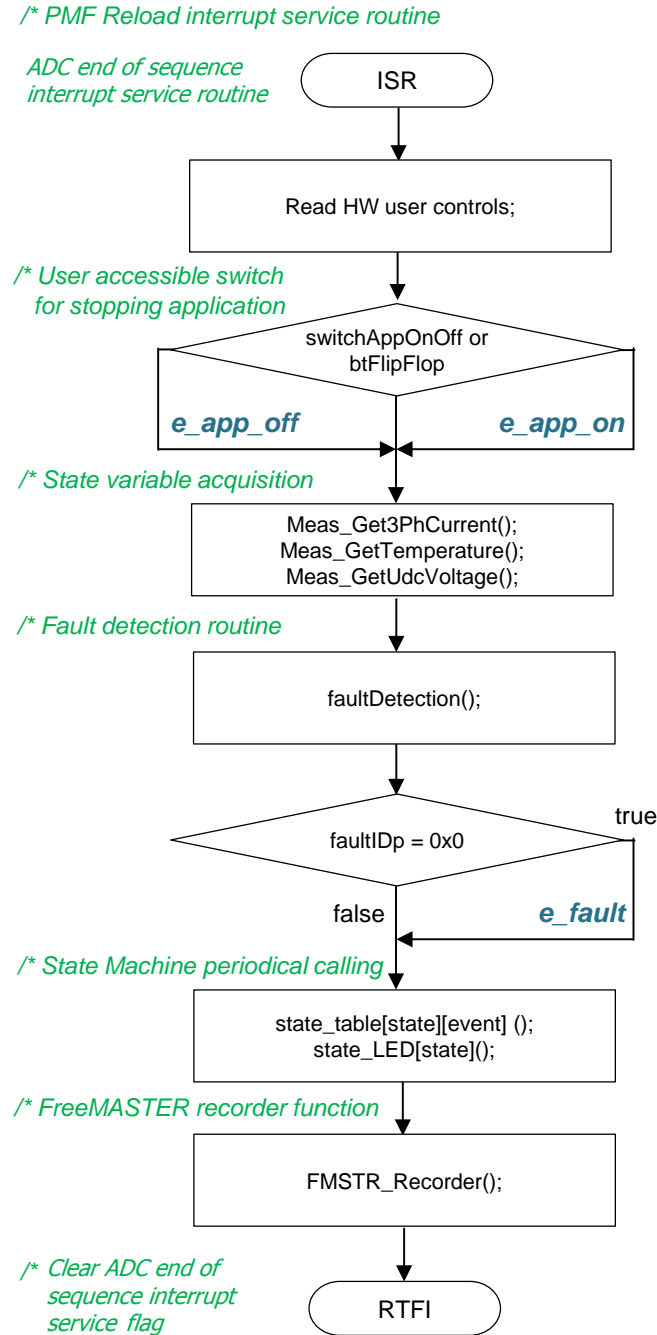 /* PMF Reload interrupt service routine
ADC end of sequence
interrupt service routine
ISR
Read HW user controls;
/* User accessible switch
for stopping application
switchAppOnOff or
btFlipFlop
e_app_off
e_app_on
/* State variable acquisition
Meas_Get3PhCurrent();
Meas_GetTemperature();
Meas_GetUdcVoltage();
/* Fault detection routine
faultDetection();
true
faultIDp = 0x0
false
e_fault
/* State Machine periodical calling
state_table[state][event] ();
state_LED[state]();
/* FreeMASTER recorder function
FMSTR_Recorder();
/* Clear ADC end of
sequence interrupt
service flag
RTFI